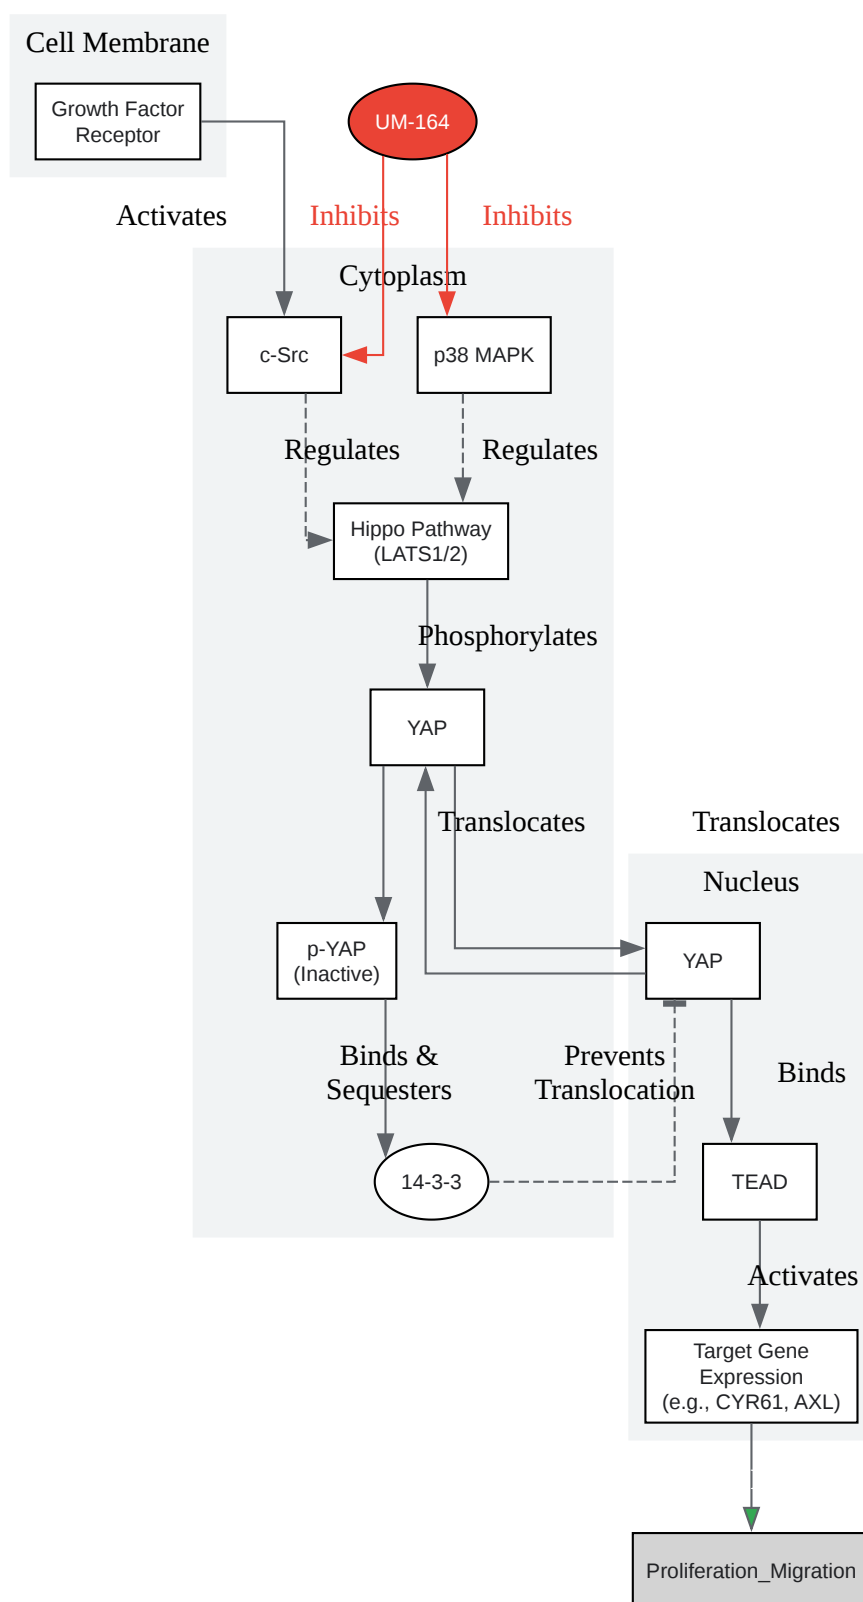 Cell Membrane
Growth Factor
Receptor
UM-164
Activates
Inhibits
Inhibits
Cytoplasm
c-Src
p38 MAPK
Regulates
Regulates
Hippo Pathway
(LATS1/2)
Phosphorylates
YAP
Translocates
Translocates
Nucleus
p-YAP
(Inactive)
YAP
Binds &
Sequesters
Prevents
Translocation
Binds
14-3-3
TEAD
Activates
Target Gene
Expression
(e.g., CYR61, AXL)
Proliferation_Migration